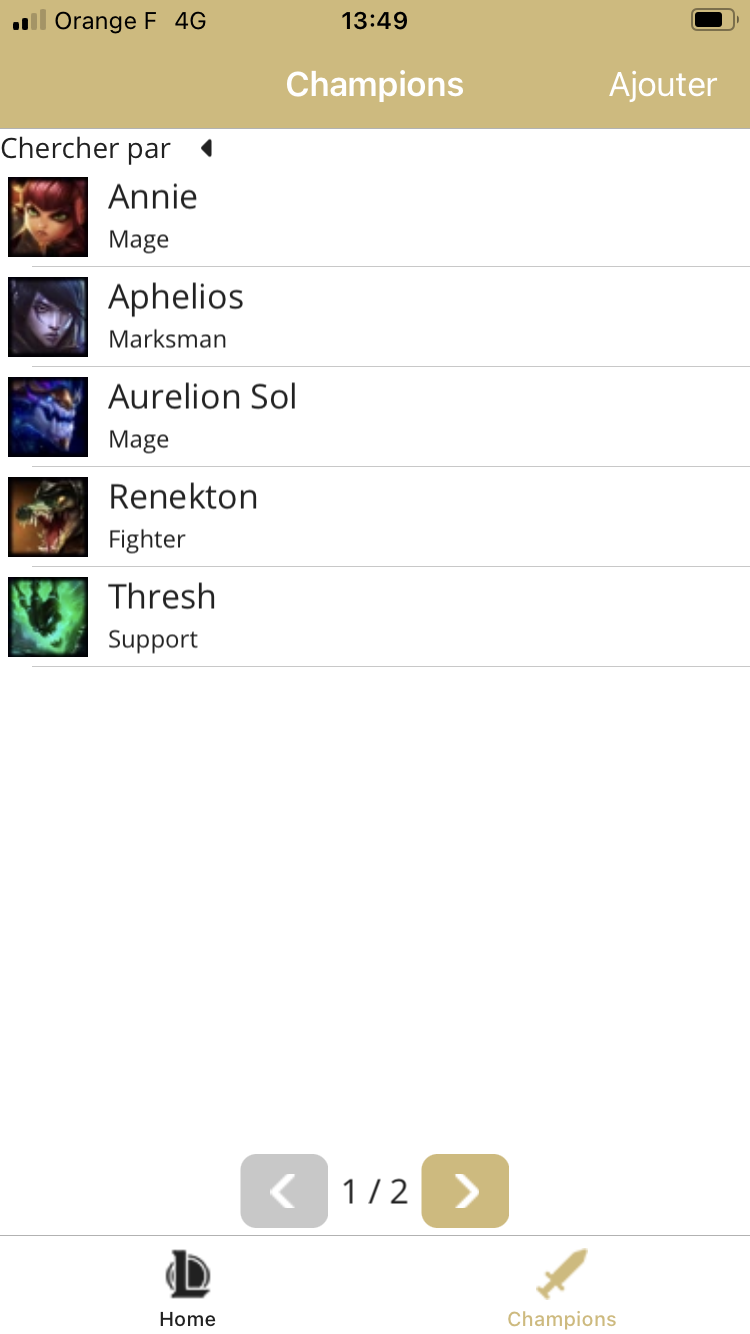 Orange F 4G 13:49
Champions Ajouter
Chercher par
Annie
Mage
Aphelios
Marksman
Aurelion Sol
Mage
Renekton
Fighter
Thresh
Support
1 / 2
Home Champions